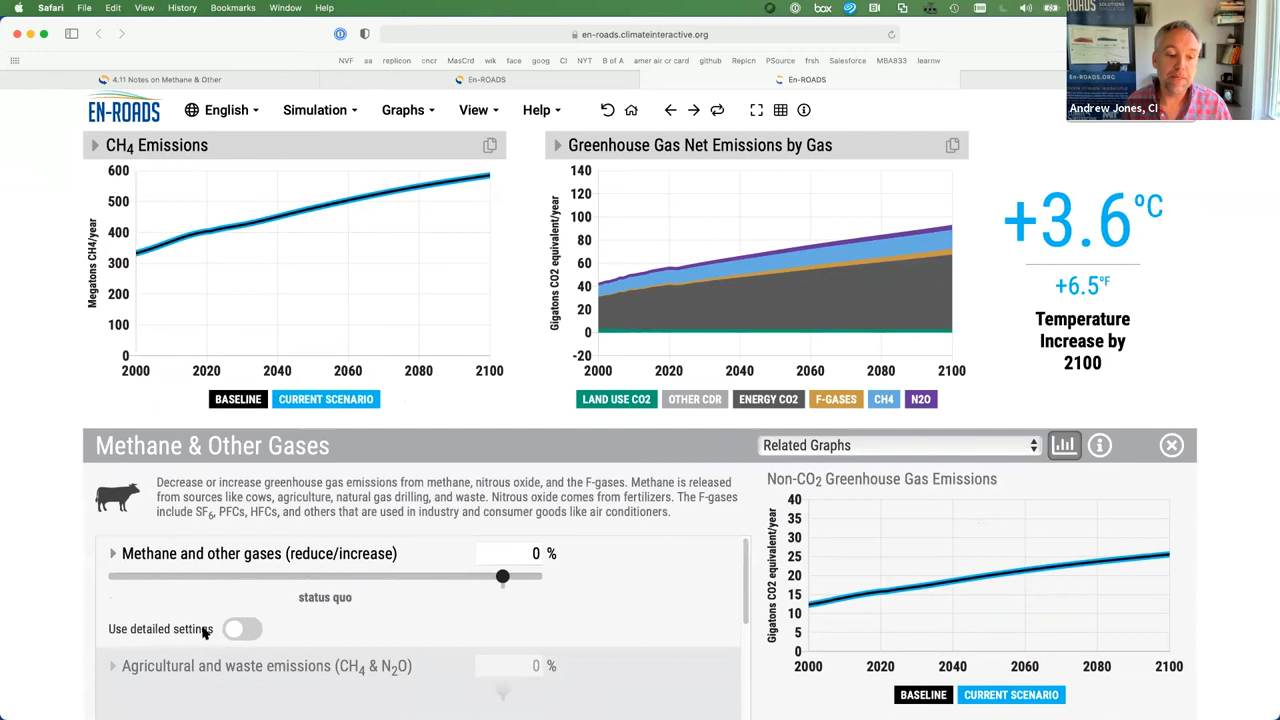 Safari File Edit View History Bookmarks Window Help
en-roads.climateinteractive.org
NVF aa replicon cncr MasCrd wik face goog CI NYT B of A amer air or card github Replcn PSource frsh Salesforce MBA833 learnw
4.11 Notes on Methane & Other
En-ROADS
En-ROADS
EN-ROADS.ORG
Andrew Jones, CI
EN-ROADS
English
Simulation
View
Help
CH4 Emissions
Megatons CH4/year
600
500
400
300
200
100
0
2000 2020 2040 2060 2080 2100
BASELINE CURRENT SCENARIO
Greenhouse Gas Net Emissions by Gas
Gigatons CO2 equivalent/year
140
120
100
80
60
40
20
0
-20
2000 2020 2040 2060 2080 2100
LAND USE CO2 OTHER CDR ENERGY CO2 F-GASES CH4 N2O
+3.6ºC
+6.5°F
Temperature
Increase by
2100
Methane & Other Gases
Related Graphs
Decrease or increase greenhouse gas emissions from methane, nitrous oxide, and the F-gases. Methane is released
from sources like cows, agriculture, natural gas drilling, and waste. Nitrous oxide comes from fertilizers. The F-gases
include SF6, PFCs, HFCs, and others that are used in industry and consumer goods like air conditioners.
Methane and other gases (reduce/increase) 0 %
status quo
Use detailed settings
Agricultural and waste emissions (CH4 & N2O) 0 %
Non-CO2 Greenhouse Gas Emissions
Gigatons CO2 equivalent/year
40
35
30
25
20
15
10
5
0
2000 2020 2040 2060 2080 2100
BASELINE CURRENT SCENARIO